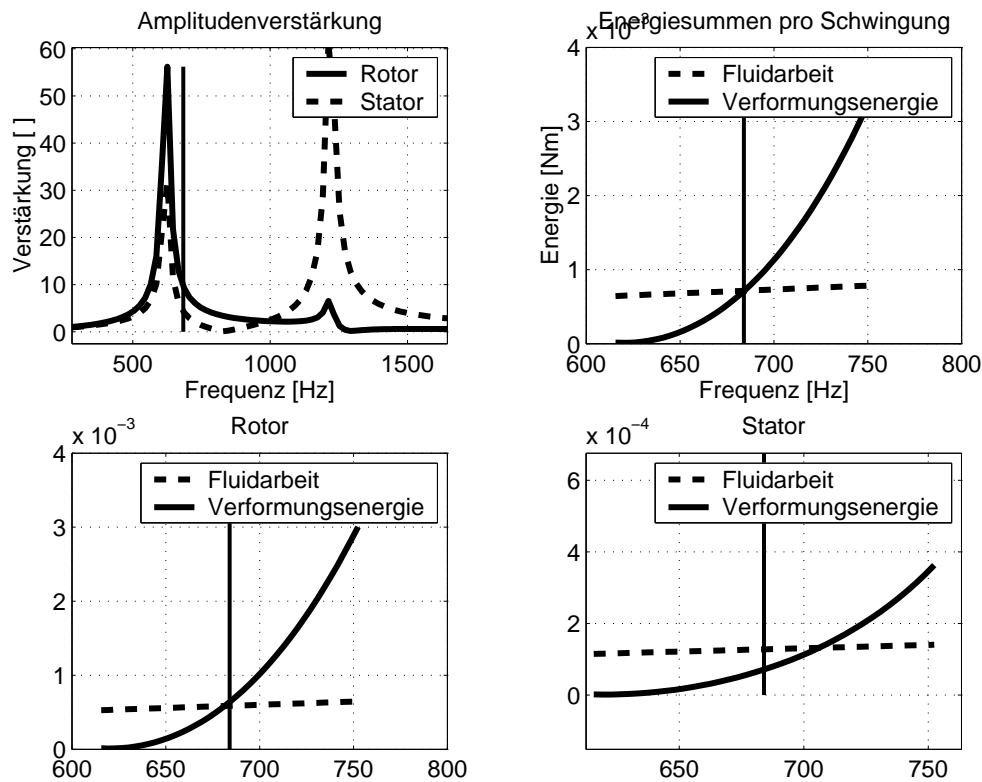 Amplitudenverstärkung
60
50
40
30
20
10
0
Verstärkung [ ]
Rotor
Stator
500
1000
1500
Frequenz [Hz]
Energiesummen pro Schwingung
x 10⁻³
4
3
2
1
0
Energie [Nm]
Fluidarbeit
Verformungsenergie
600
650
700
750
800
Frequenz [Hz]
Rotor
x 10⁻³
4
3
2
1
0
Fluidarbeit
Verformungsenergie
600
650
700
750
800
Stator
x 10⁻⁴
6
4
2
0
Fluidarbeit
Verformungsenergie
650
700
750